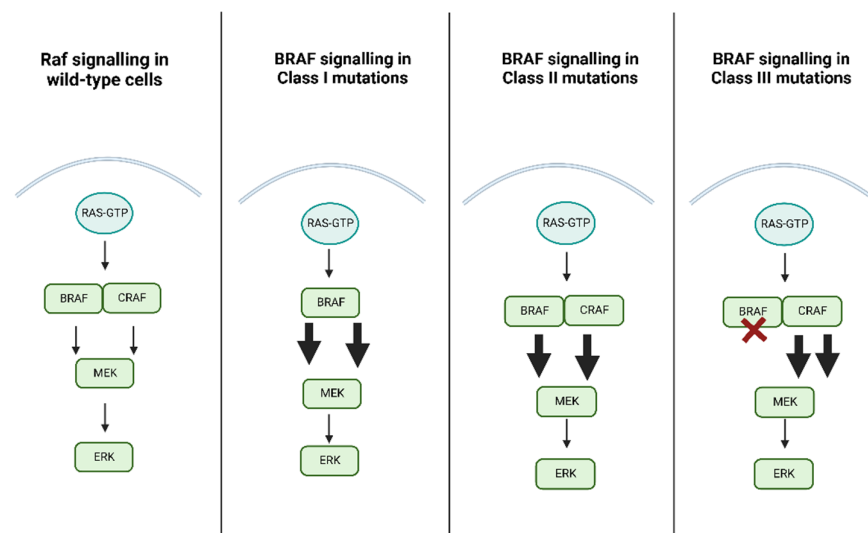 Raf signalling in
wild-type cells
RAS-GTP
BRAF
CRAF
MEK
ERK
BRAF signalling in
Class I mutations
RAS-GTP
BRAF
MEK
ERK
BRAF signalling in
Class II mutations
RAS-GTP
BRAF
CRAF
MEK
ERK
BRAF signalling in
Class III mutations
RAS-GTP
BRAF
CRAF
MEK
ERK